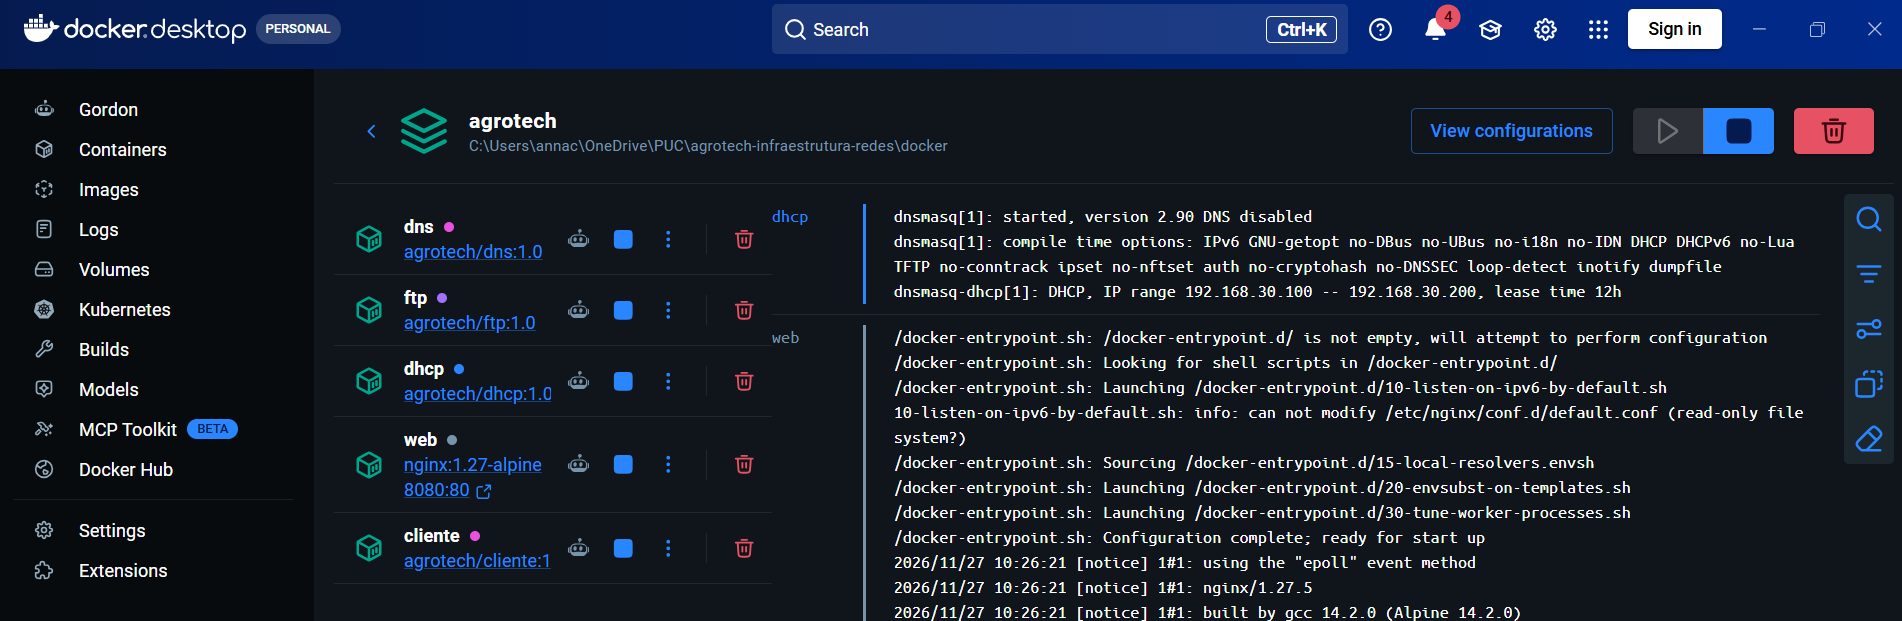 docker.desktop PERSONAL
Search Ctrl+K
4
Sign in
Gordon
Containers
Images
Logs
Volumes
Kubernetes
Builds
Models
MCP Toolkit BETA
Docker Hub
Settings
Extensions
agrotech
C:\Users\annac\OneDrive\PUC\agrotech-infraestrutura-redes\docker
View configurations
dns
agrotech/dns:1.0
ftp
agrotech/ftp:1.0
dhcp
agrotech/dhcp:1.0
web
nginx:1.27-alpine
8080:80
cliente
agrotech/cliente:1
dhcp
dnsmasq[1]: started, version 2.90 DNS disabled
dnsmasq[1]: compile time options: IPv6 GNU-getopt no-DBus no-UBus no-i18n no-IDN DHCP DHCPv6 no-Lua
TFTP no-conntrack ipset no-nftset auth no-cryptohash no-DNSSEC loop-detect inotify dumpfile
dnsmasq-dhcp[1]: DHCP, IP range 192.168.30.100 -- 192.168.30.200, lease time 12h
web
/docker-entrypoint.sh: /docker-entrypoint.d/ is not empty, will attempt to perform configuration
/docker-entrypoint.sh: Looking for shell scripts in /docker-entrypoint.d/
/docker-entrypoint.sh: Launching /docker-entrypoint.d/10-listen-on-ipv6-by-default.sh
10-listen-on-ipv6-by-default.sh: info: can not modify /etc/nginx/conf.d/default.conf (read-only file
system?)
/docker-entrypoint.sh: Sourcing /docker-entrypoint.d/15-local-resolvers.envsh
/docker-entrypoint.sh: Launching /docker-entrypoint.d/20-envsubst-on-templates.sh
/docker-entrypoint.sh: Launching /docker-entrypoint.d/30-tune-worker-processes.sh
/docker-entrypoint.sh: Configuration complete; ready for start up
2026/11/27 10:26:21 [notice] 1#1: using the "epoll" event method
2026/11/27 10:26:21 [notice] 1#1: nginx/1.27.5
2026/11/27 10:26:21 [notice] 1#1: built by gcc 14.2.0 (Alpine 14.2.0)